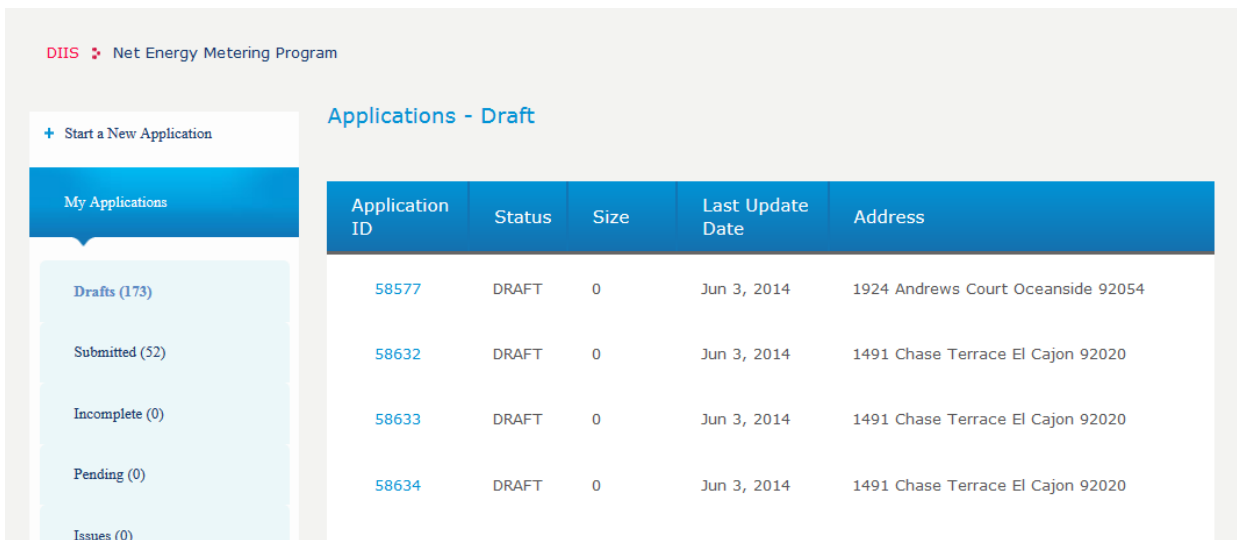 DIIS Net Energy Metering Program
+ Start a New Application
My Applications
Drafts (173)
Submitted (52)
Incomplete (0)
Pending (0)
Issues (0)
Applications - Draft
Application ID Status Size Last Update Date Address
58577 DRAFT 0 Jun 3, 2014 1924 Andrews Court Oceanside 92054
58632 DRAFT 0 Jun 3, 2014 1491 Chase Terrace El Cajon 92020
58633 DRAFT 0 Jun 3, 2014 1491 Chase Terrace El Cajon 92020
58634 DRAFT 0 Jun 3, 2014 1491 Chase Terrace El Cajon 92020